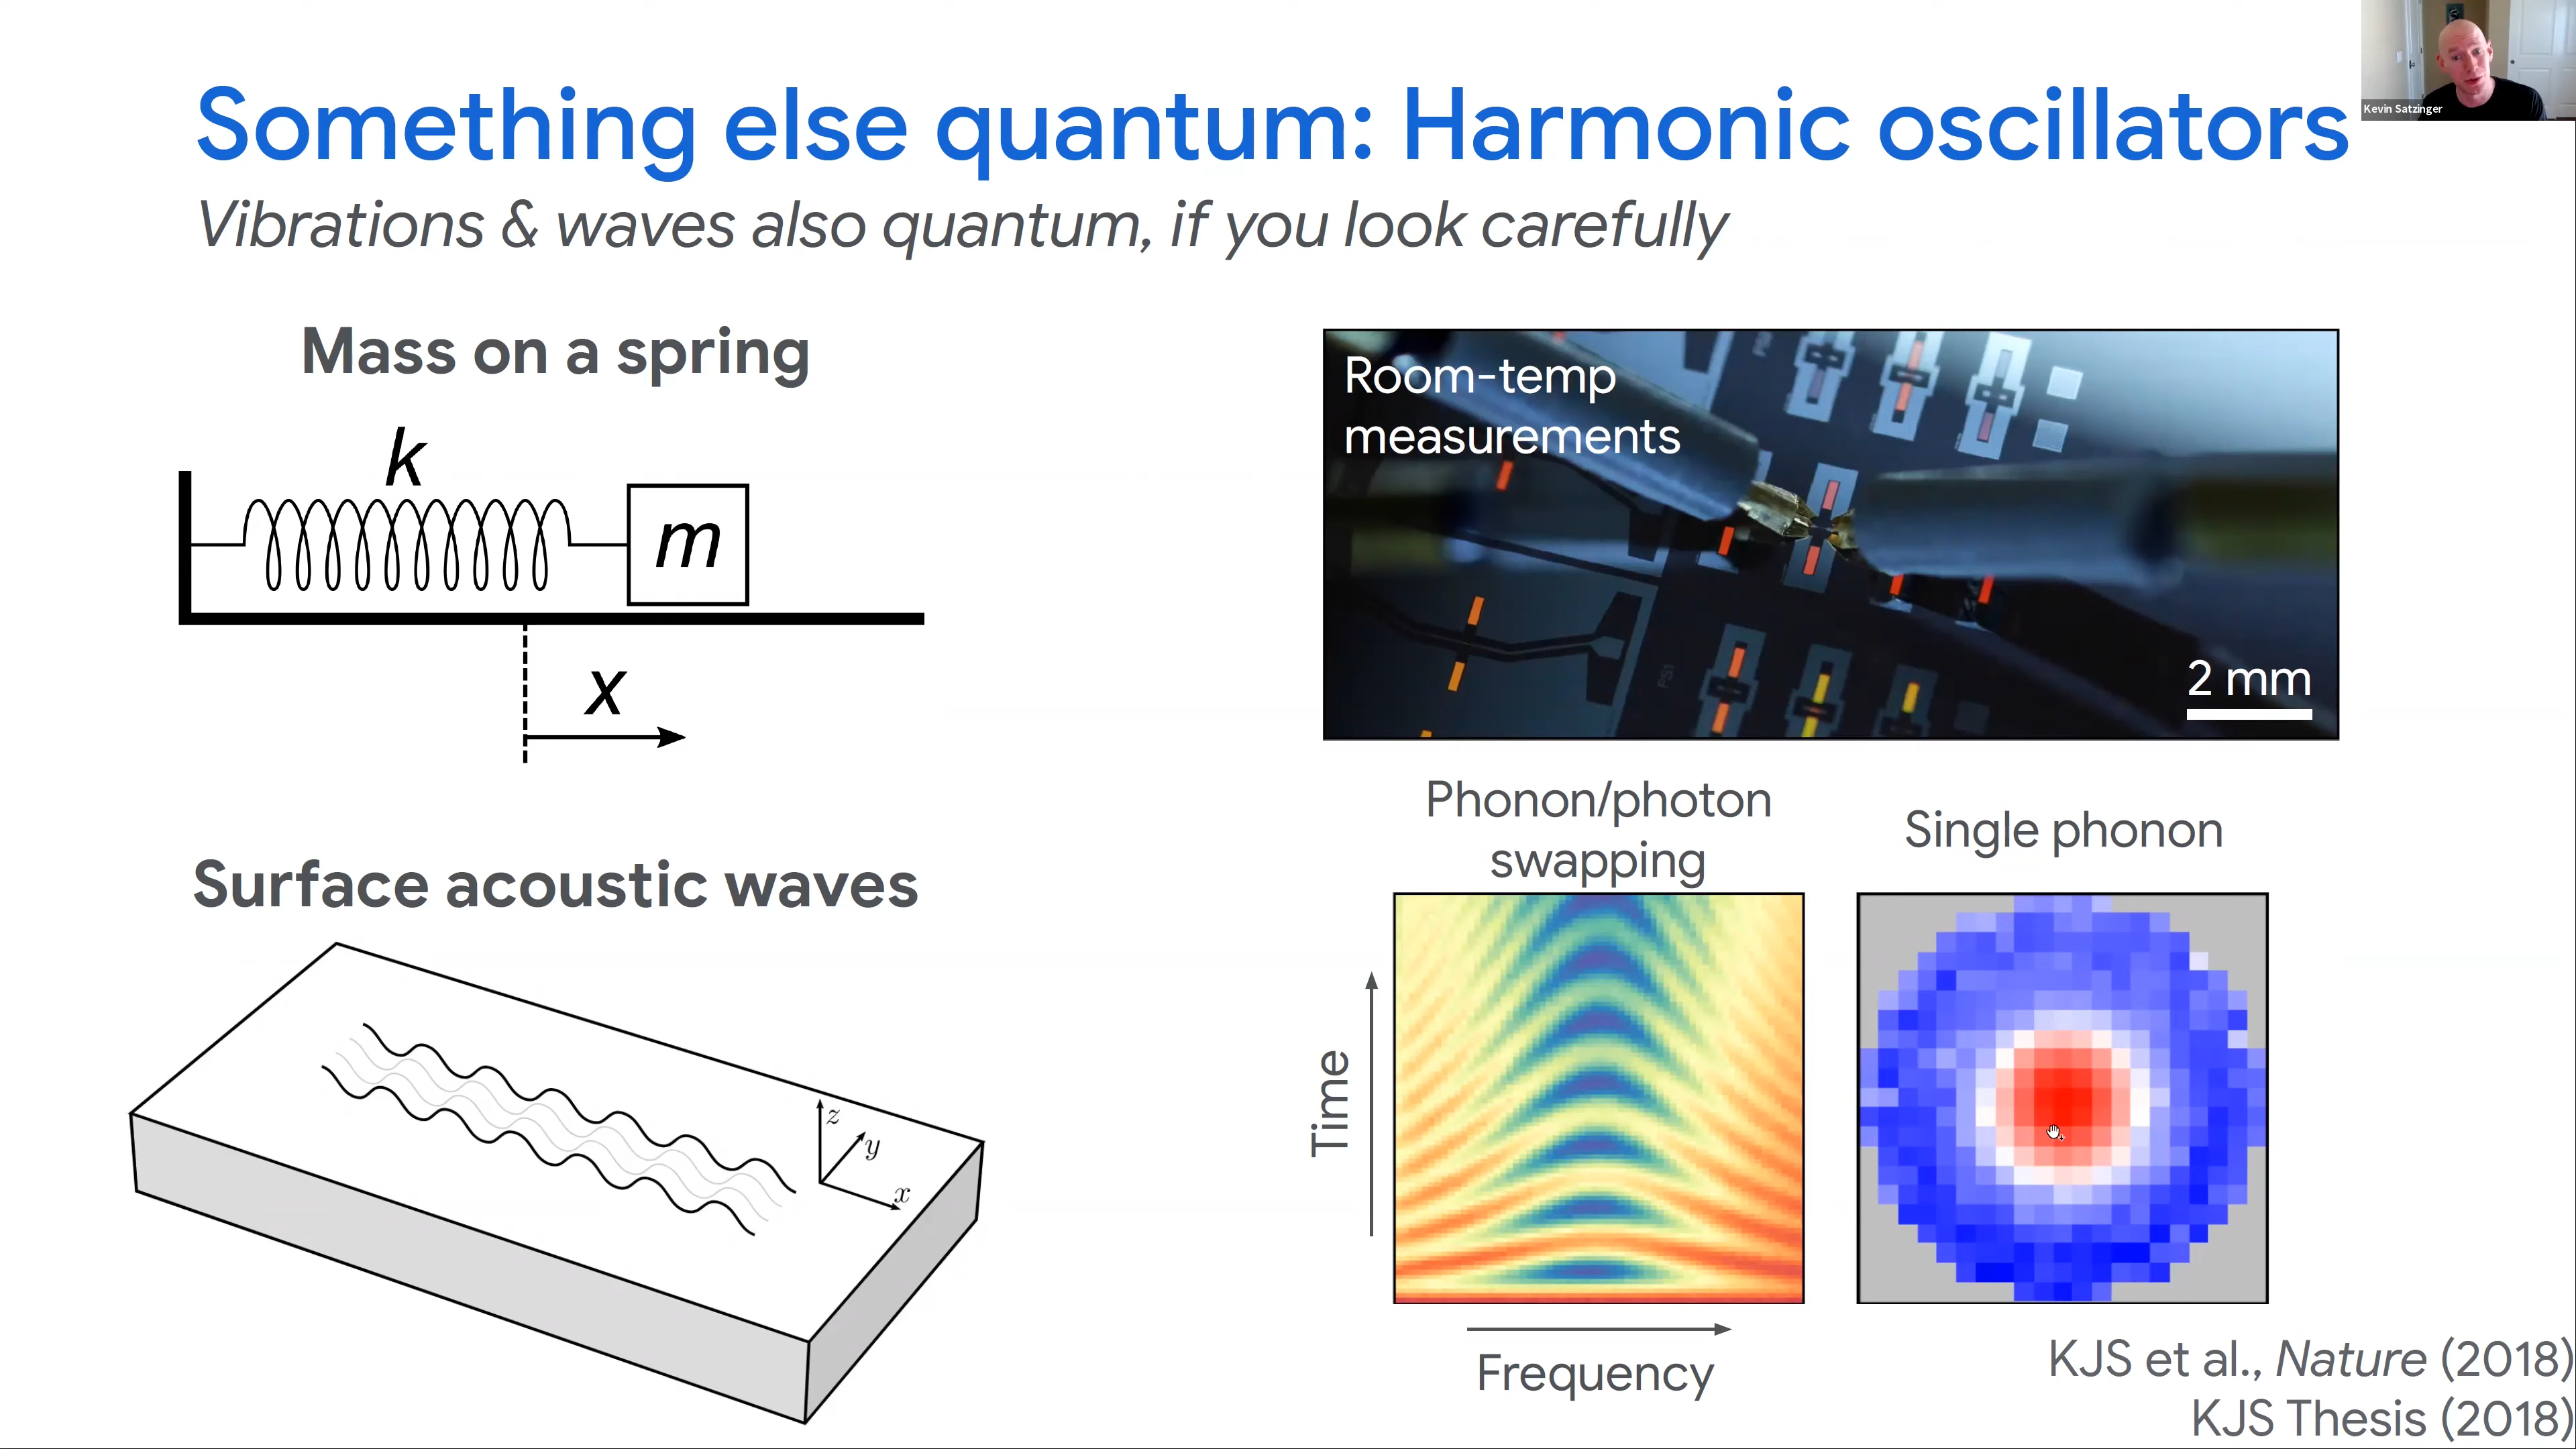 Something else quantum: Harmonic oscillators
Kevin Satzinger
Vibrations & waves also quantum, if you look carefully
Mass on a spring
k
m
x
Surface acoustic waves
z
y
x
Room-temp
measurements
2 mm
Phonon/photon
swapping
Single phonon
Time
Frequency
KJS et al., Nature (2018)
KJS Thesis (2018)